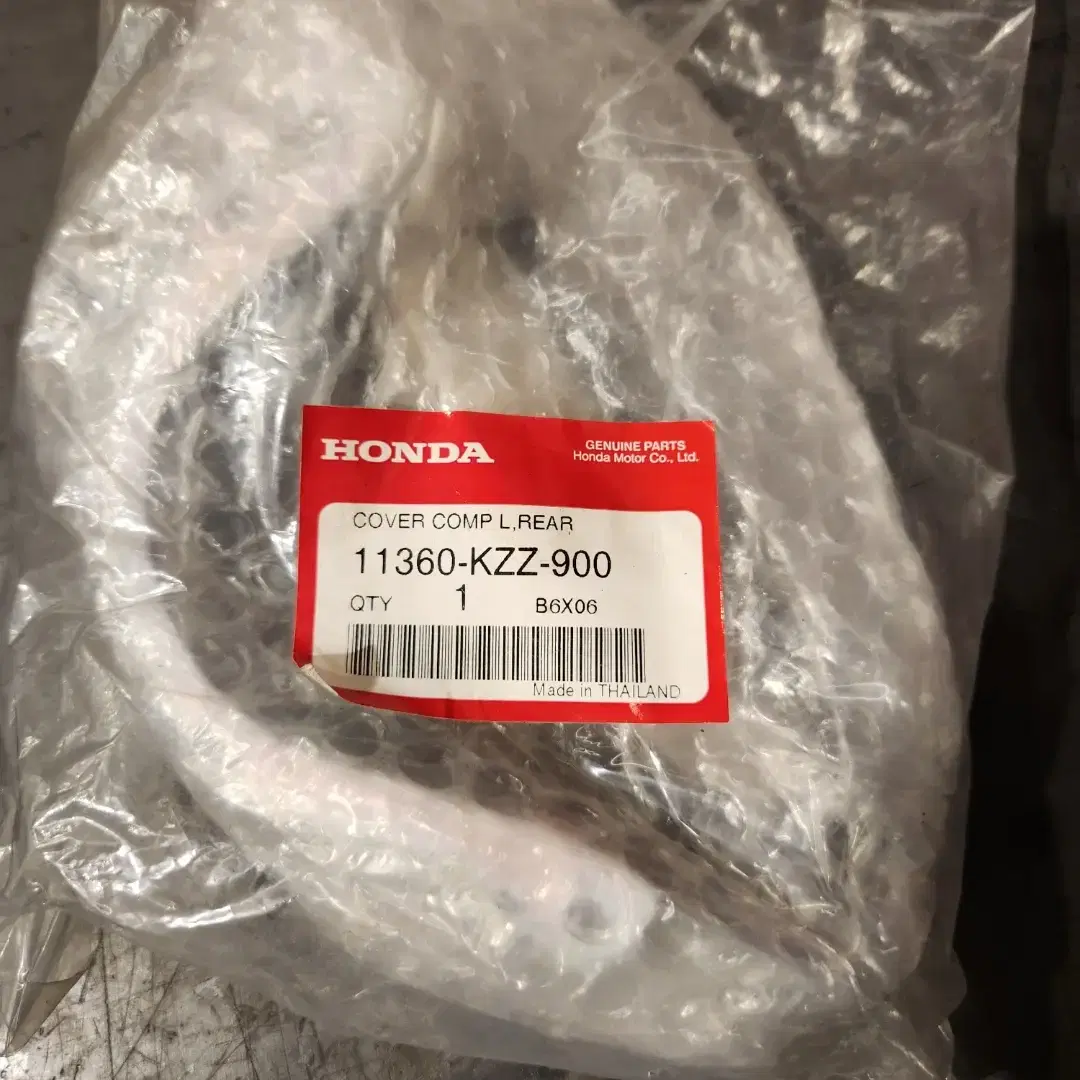 HONDA
GENUINE PARTS
Honda Motor Co., Ltd.
COVER COMP L,REAR
11360-KZZ-900
QTY 1 B6X06
Made in THAILAND